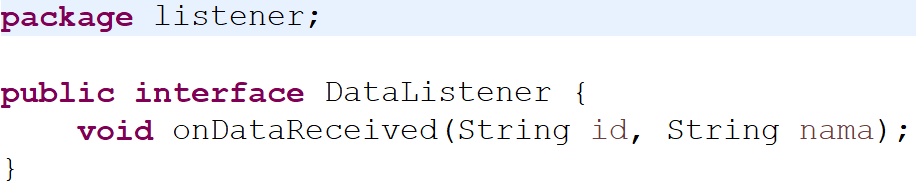 package listener;
public interface DataListener {
    void onDataReceived(String id, String nama);
}